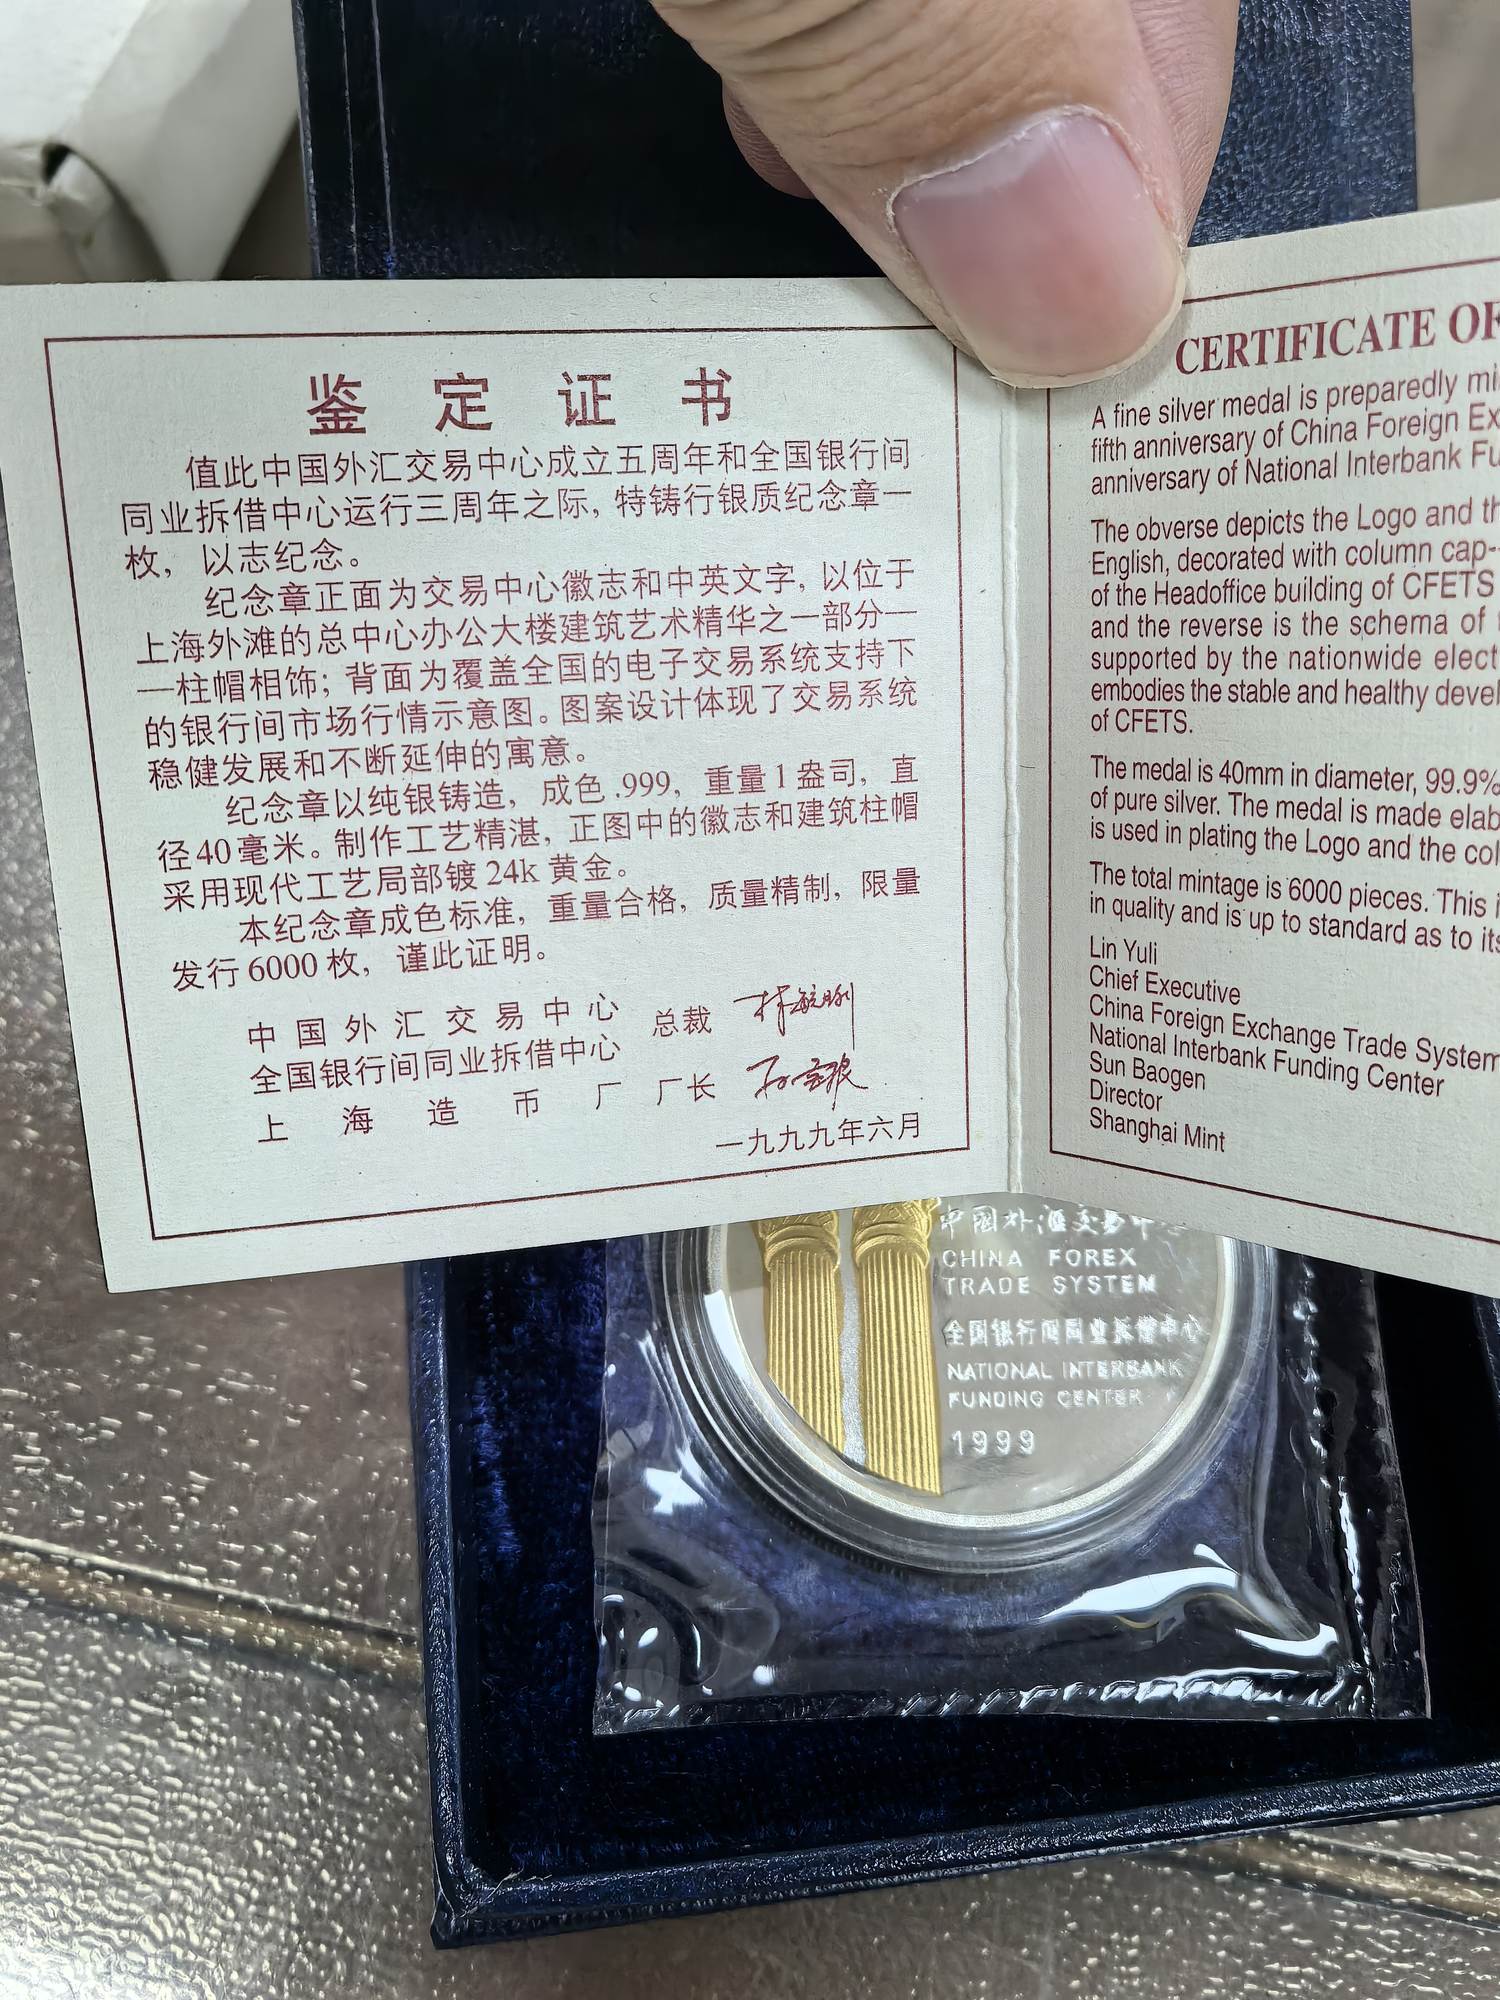 鉴定证书
值此中国外汇交易中心成立五周年和全国银行间
同业拆借中心运行三周年之际，特铸行银质纪念章一
枚，以志纪念。
纪念章正面为交易中心徽志和中英文字，以位于
上海外滩的总中心办公大楼建筑艺术精华之一部分—
—柱帽相饰；背面为覆盖全国的电子交易系统支持下
的银行间市场行情示意图。图案设计体现了交易系统
稳健发展和不断延伸的寓意。
纪念章以纯银铸造，成色.999，重量1盎司，直
径40毫米。制作工艺精湛，正图中的徽志和建筑柱帽
采用现代工艺局部镀24k黄金。
本纪念章成色标准，重量合格，质量精制，限量
发行6000枚，谨此证明。
中国外汇交易中心
全国银行间同业拆借中心 总裁
上海造币厂 厂长
一九九九年六月
CERTIFICATE OF
A fine silver medal is preparedly
fifth anniversary of China Foreign
anniversary of National Interbank
The obverse depicts the Logo and
English, decorated with column cap--
of the Headoffice building of CFETS
and the reverse is the schema of
supported by the nationwide
embodies the stable and healthy
of CFETS.
The medal is 40mm in diameter, 99.9%
of pure silver. The medal is made
is used in plating the Logo and the
The total mintage is 6000 pieces. This
in quality and is up to standard as to
Lin Yuli
Chief Executive
China Foreign Exchange Trade System
National Interbank Funding Center
Sun Baogen
Director
Shanghai Mint
中国外汇交易中
CHINA FOREX
TRADE SYSTEM
全国银行间同业拆借中心
NATIONAL INTERBANK
FUNDING CENTER
1999